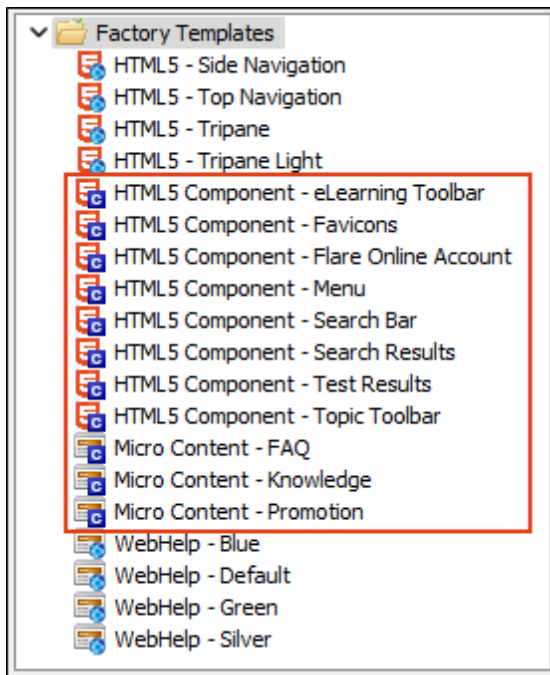 Factory Templates
HTML5 - Side Navigation
HTML5 - Top Navigation
HTML5 - Tripane
HTML5 - Tripane Light
HTML5 Component - eLearning Toolbar
HTML5 Component - Favicons
HTML5 Component - Flare Online Account
HTML5 Component - Menu
HTML5 Component - Search Bar
HTML5 Component - Search Results
HTML5 Component - Test Results
HTML5 Component - Topic Toolbar
Micro Content - FAQ
Micro Content - Knowledge
Micro Content - Promotion
WebHelp - Blue
WebHelp - Default
WebHelp - Green
WebHelp - Silver